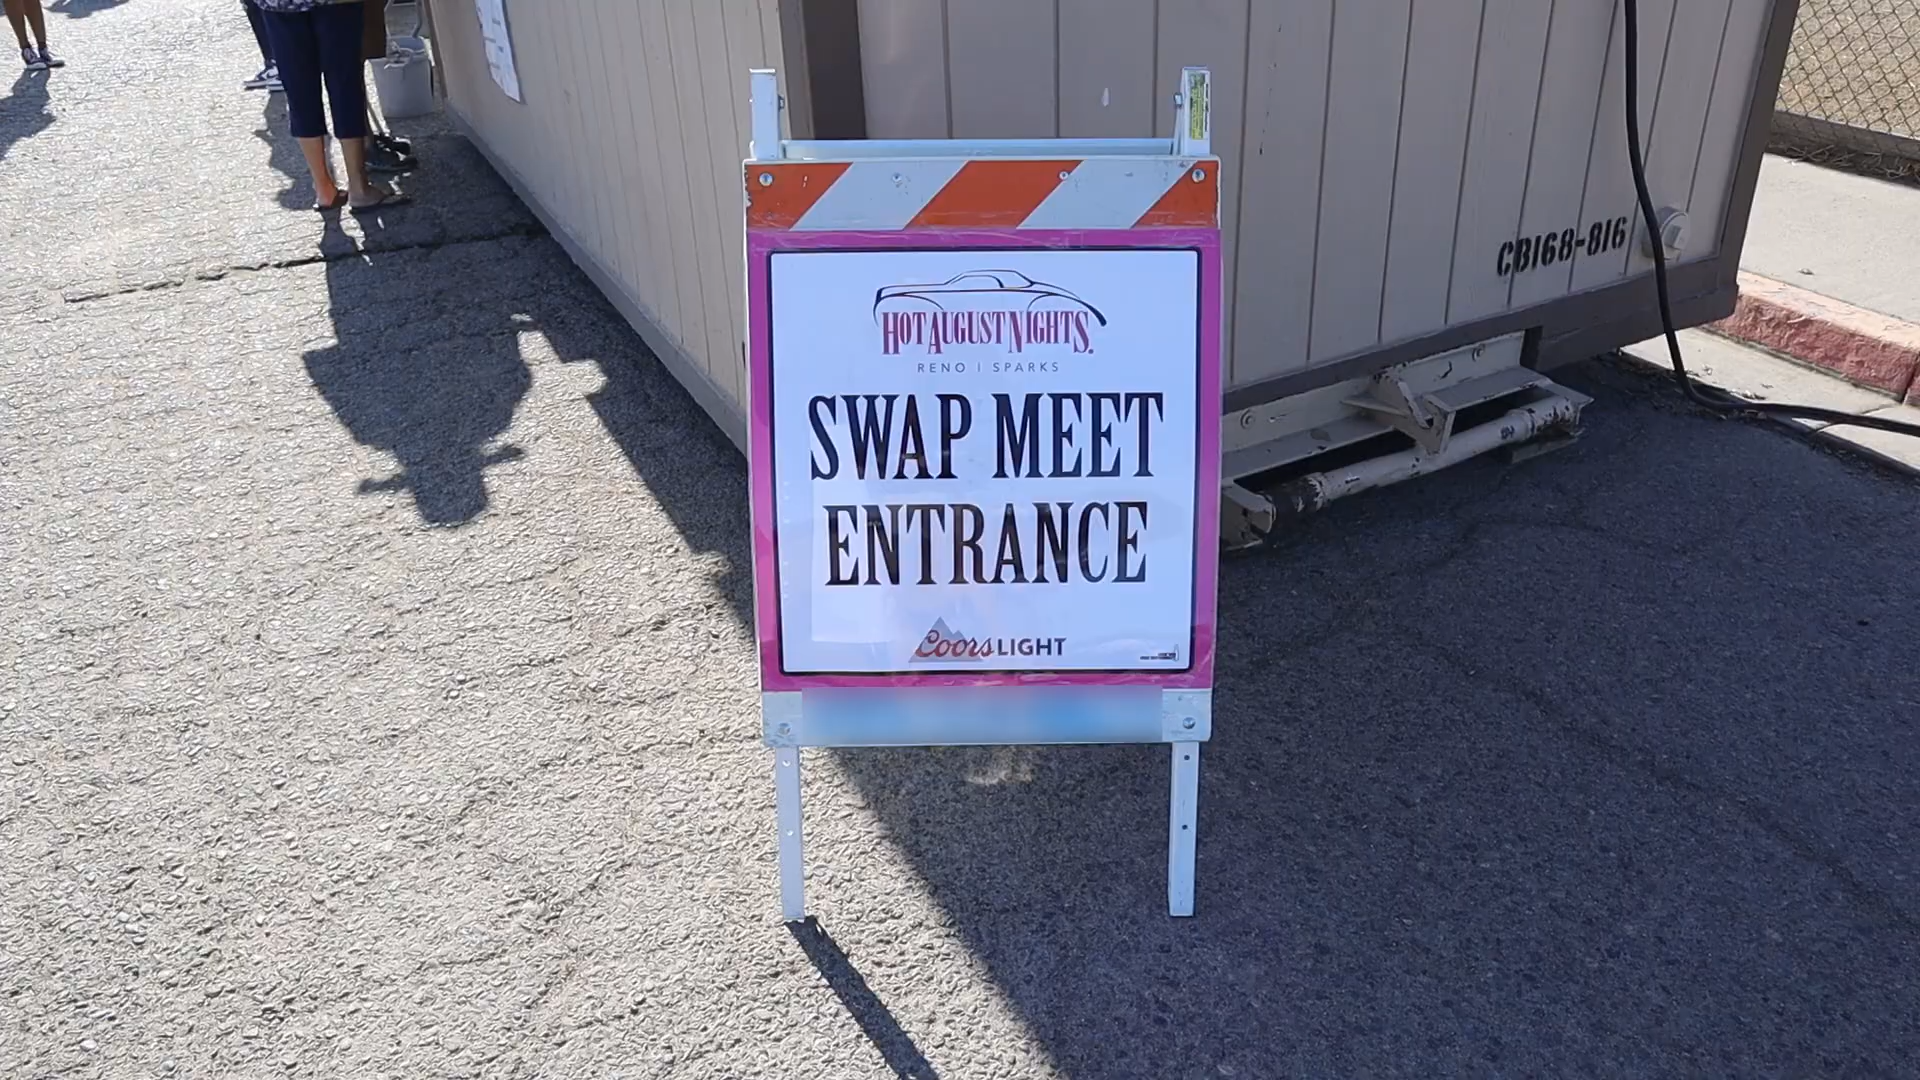 HOT AUGUST NIGHTS.
RENO | SPARKS
SWAP MEET
ENTRANCE
Coors LIGHT
CB168-816